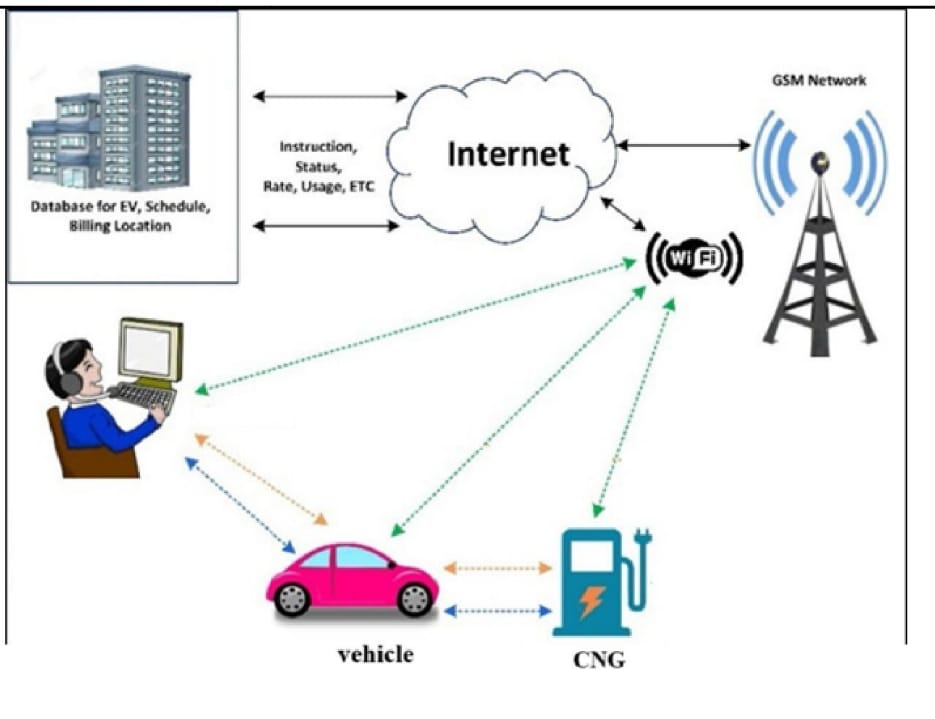 GSM Network
Internet
Instruction,
Status,
Rate, Usage, ETC
Database for EV, Schedule,
Billing Location
Wi Fi
vehicle
CNG